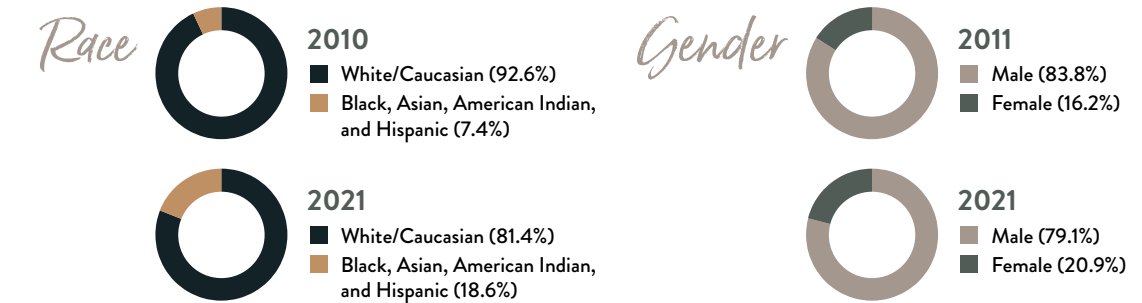 Race
2010
White/Caucasian (92.6%)
Black, Asian, American Indian,
and Hispanic (7.4%)
2021
White/Caucasian (81.4%)
Black, Asian, American Indian,
and Hispanic (18.6%)
Gender
2011
Male (83.8%)
Female (16.2%)
2021
Male (79.1%)
Female (20.9%)